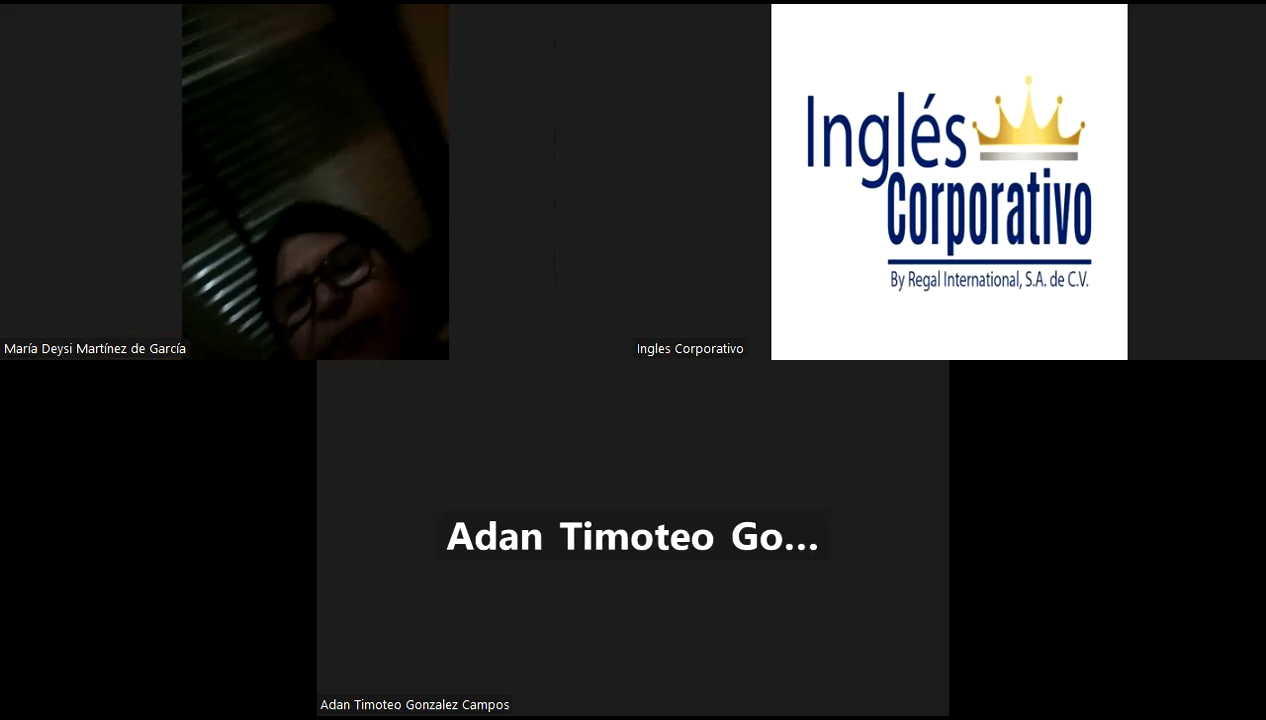 Inglés
Corporativo
By Regal International, S.A. de C.V.
María Deysi Martínez de García
Ingles Corporativo
Adan Timoteo Go...
Adan Timoteo Gonzalez Campos